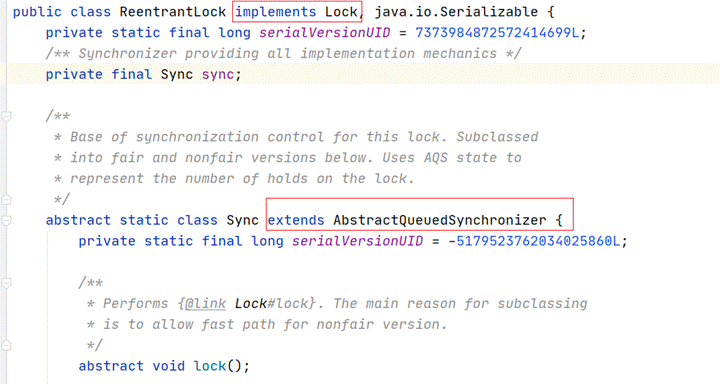 public class ReentrantLock implements Lock, java.io.Serializable {
    private static final long serialVersionUID = 7373984872572414699L;
    /** Synchronizer providing all implementation mechanics */
    private final Sync sync;
    /**
     * Base of synchronization control for this lock. Subclassed
     * into fair and nonfair versions below. Uses AQS state to
     * represent the number of holds on the lock.
     */
    abstract static class Sync extends AbstractQueuedSynchronizer {
        private static final long serialVersionUID = -5179523762034025860L;
        /**
         * Performs {@link Lock#lock}. The main reason for subclassing
         * is to allow fast path for nonfair version.
         */
        abstract void lock();